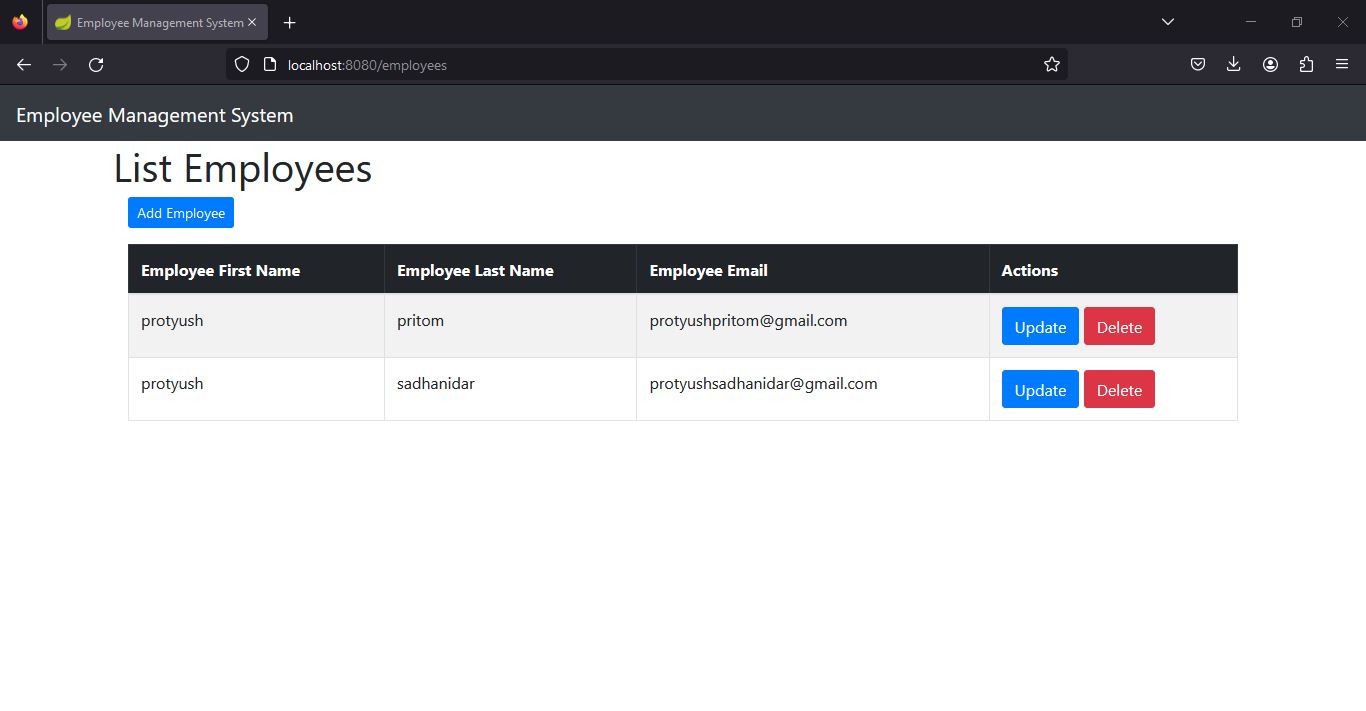 Employee Management System
localhost:8080/employees
Employee Management System
List Employees
Add Employee
Employee First Name Employee Last Name Employee Email Actions
protyush pritom protyushpritom@gmail.com Update Delete
protyush sadhanidar protyushsadhanidar@gmail.com Update Delete